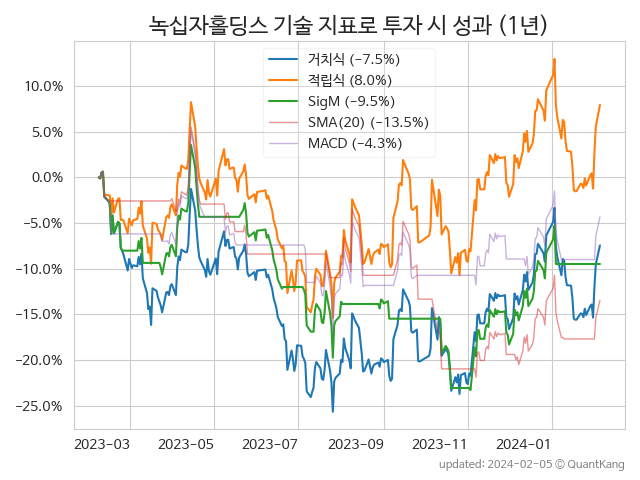 녹십자홀딩스 기술 지표로 투자 시 성과 (1년)
거치식 (−7.5%)
적립식 (8.0%)
SigM (−9.5%)
SMA(20) (−13.5%)
MACD (−4.3%)
10.0%
5.0%
0.0%
−5.0%
−10.0%
−15.0%
−20.0%
−25.0%
2023-03 2023-05 2023-07 2023-09 2023-11 2024-01
updated: 2024-02-05 © QuantKang